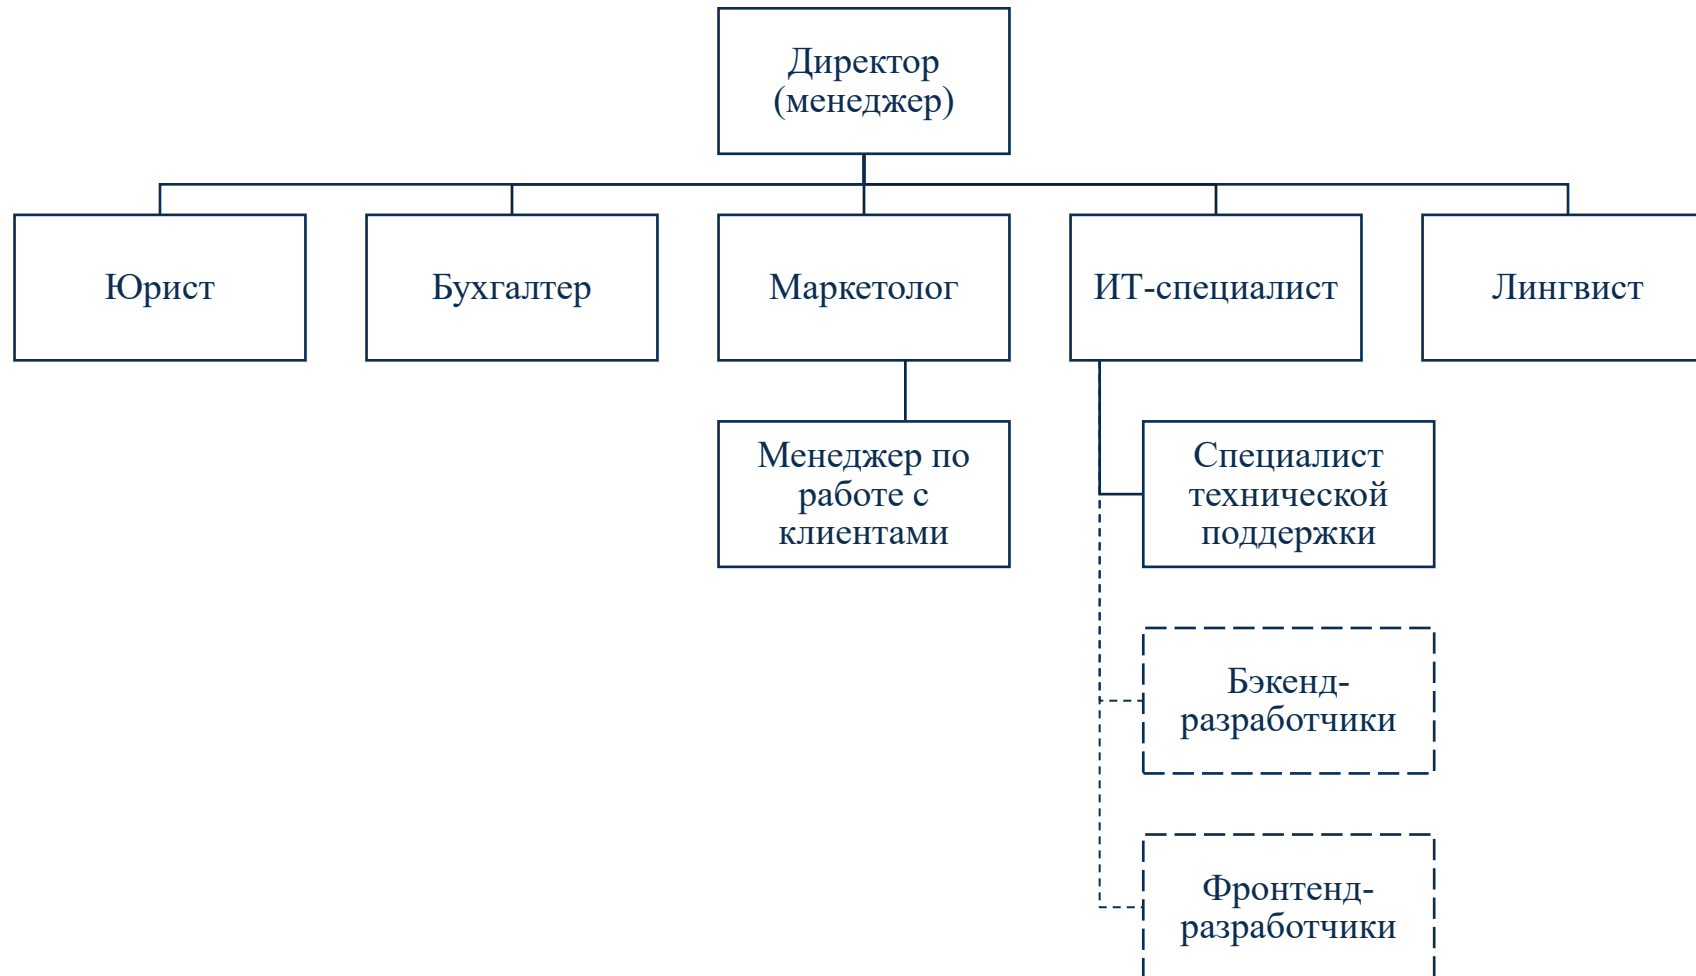 Директор
(менеджер)
Юрист
Бухгалтер
Маркетолог
ИТ-специалист
Лингвист
Менеджер по
работе с
клиентами
Специалист
технической
поддержки
Бэкенд-
разработчики
Фронтенд-
разработчики